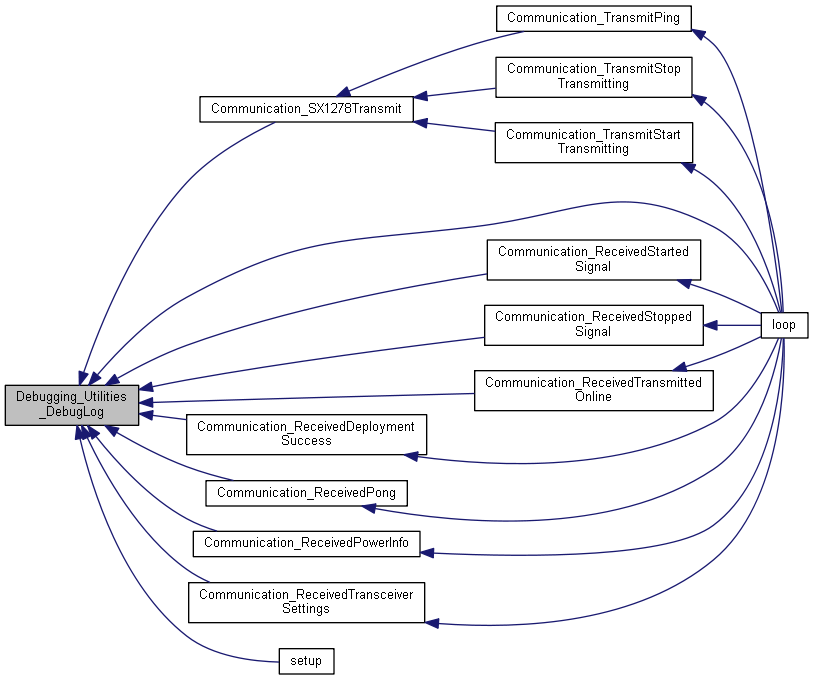 Communication_TransmitPing
Communication_TransmitStop
Transmitting
Communication_SX1278Transmit
Communication_TransmitStart
Transmitting
Communication_ReceivedStarted
Signal
Communication_ReceivedStopped
Signal
loop
Debugging_Utilities
_DebugLog
Communication_ReceivedTransmitted
Online
Communication_ReceivedDeployment
Success
Communication_ReceivedPong
Communication_ReceivedPowerInfo
Communication_ReceivedTransceiver
Settings
setup